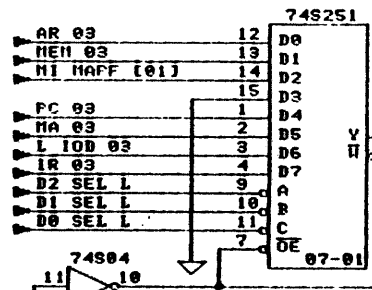 74S251
AR 03 12 D0
MEM 03 13 D1
MI MAFF [01] 14 D2
15 D3
PC 03 1 D4
MA 03 2 D5 Y
L IOD 03 3 D6 W
IR 03 4 D7
D2 SEL L 9 A
D1 SEL L 10 B
D0 SEL L 11 C
7 OE
07-01
74S04
11 10